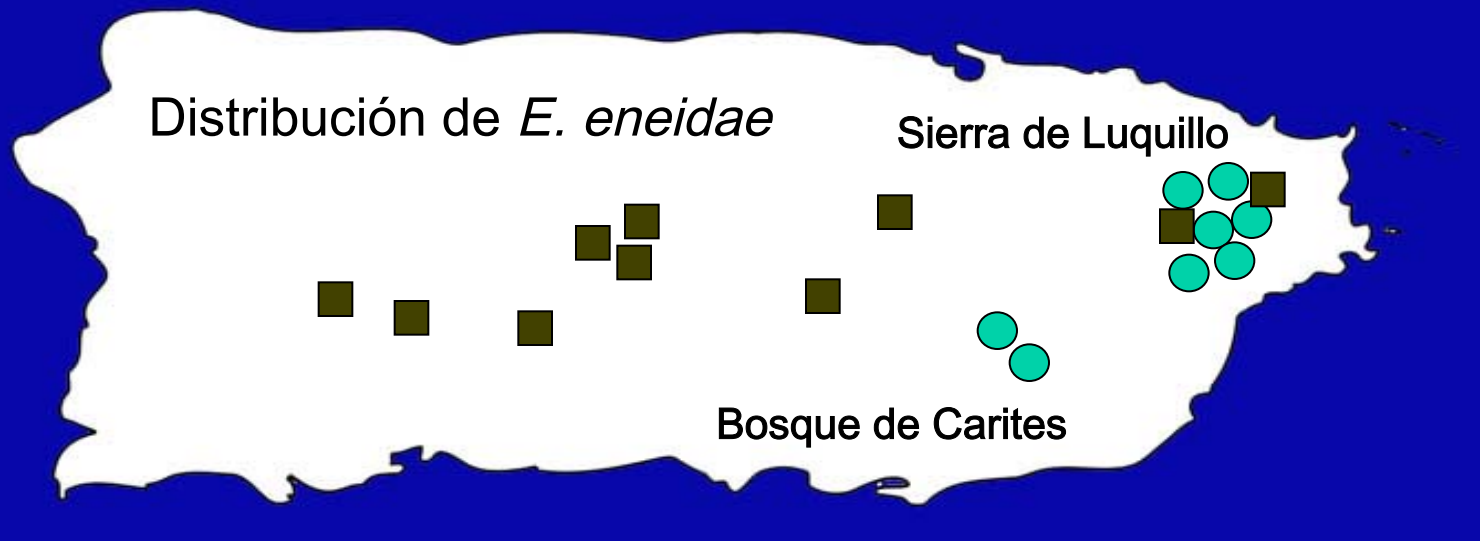 Distribución de E. eneidae
Sierra de Luquillo
Bosque de Carites